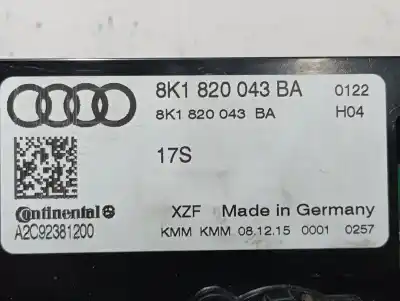 8K1 820 043 BA 0122
8K1 820 043 BA H04
17S
Continental
XZF Made in Germany
A2C92381200
KMM KMM 08.12.15 0001 0257